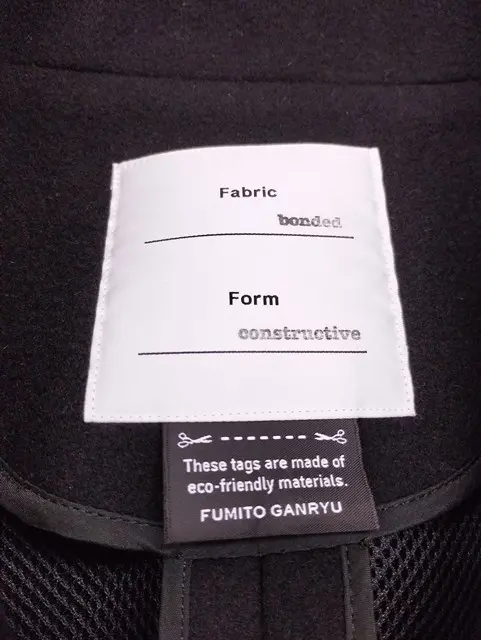 Fabric
bonded
Form
constructive
These tags are made of
eco-friendly materials.
FUMITO GANRYU